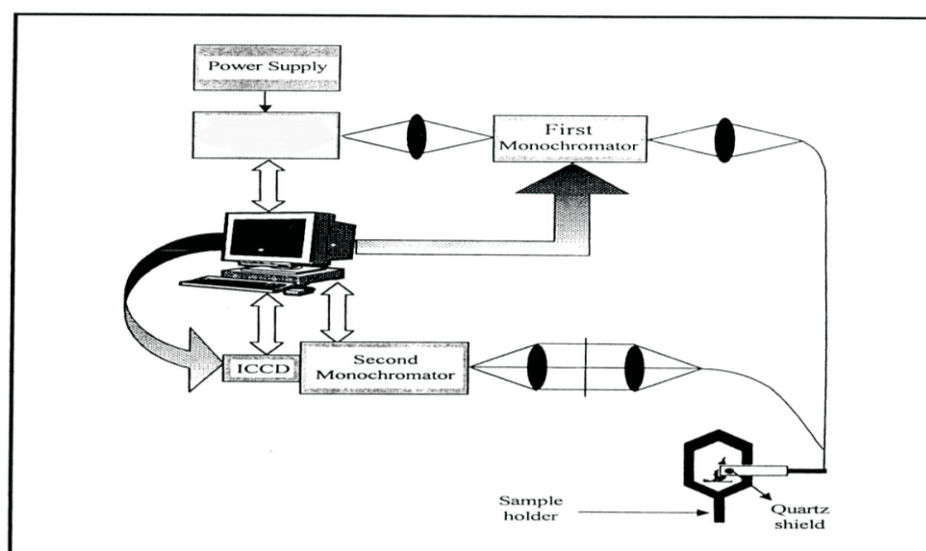 Power Supply
First
Monochromator
ICCD
Second
Monochromator
Sample
holder
Quartz
shield